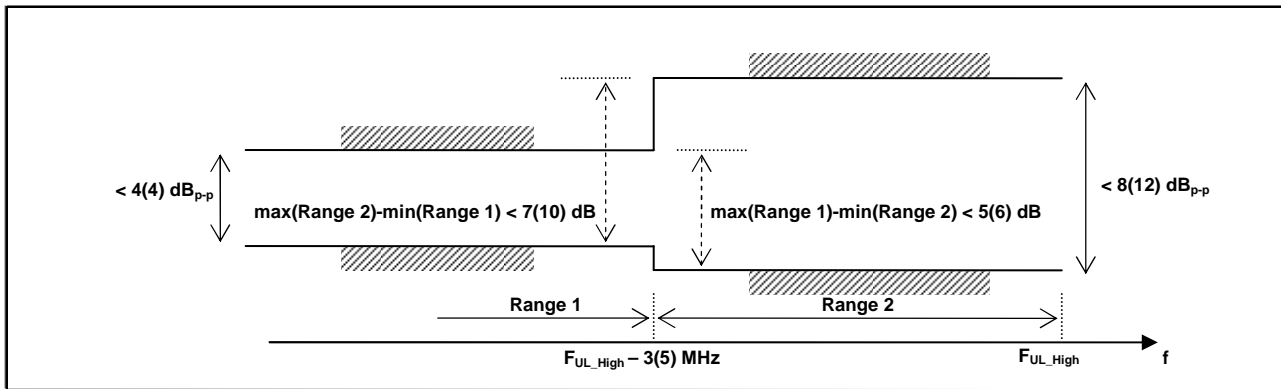 < 4(4) dBp-p
max(Range 2)-min(Range 1) < 7(10) dB
max(Range 1)-min(Range 2) < 5(6) dB
< 8(12) dBp-p
Range 1
Range 2
FUL_High – 3(5) MHz
FUL_High
f